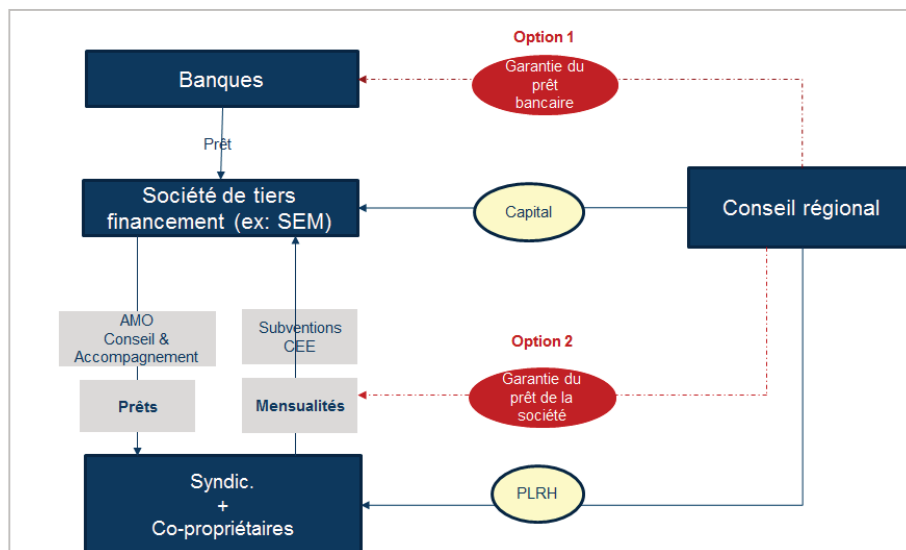 Option 1
Garantie du
prêt
bancaire
Banques
Prêt
Société de tiers
financement (ex: SEM)
Capital
Conseil régional
AMO
Conseil &
Accompagnement
Subventions
CEE
Option 2
Garantie du
prêt de la
société
Prêts
Mensualités
Syndic.
+
Co-propriétaires
PLRH